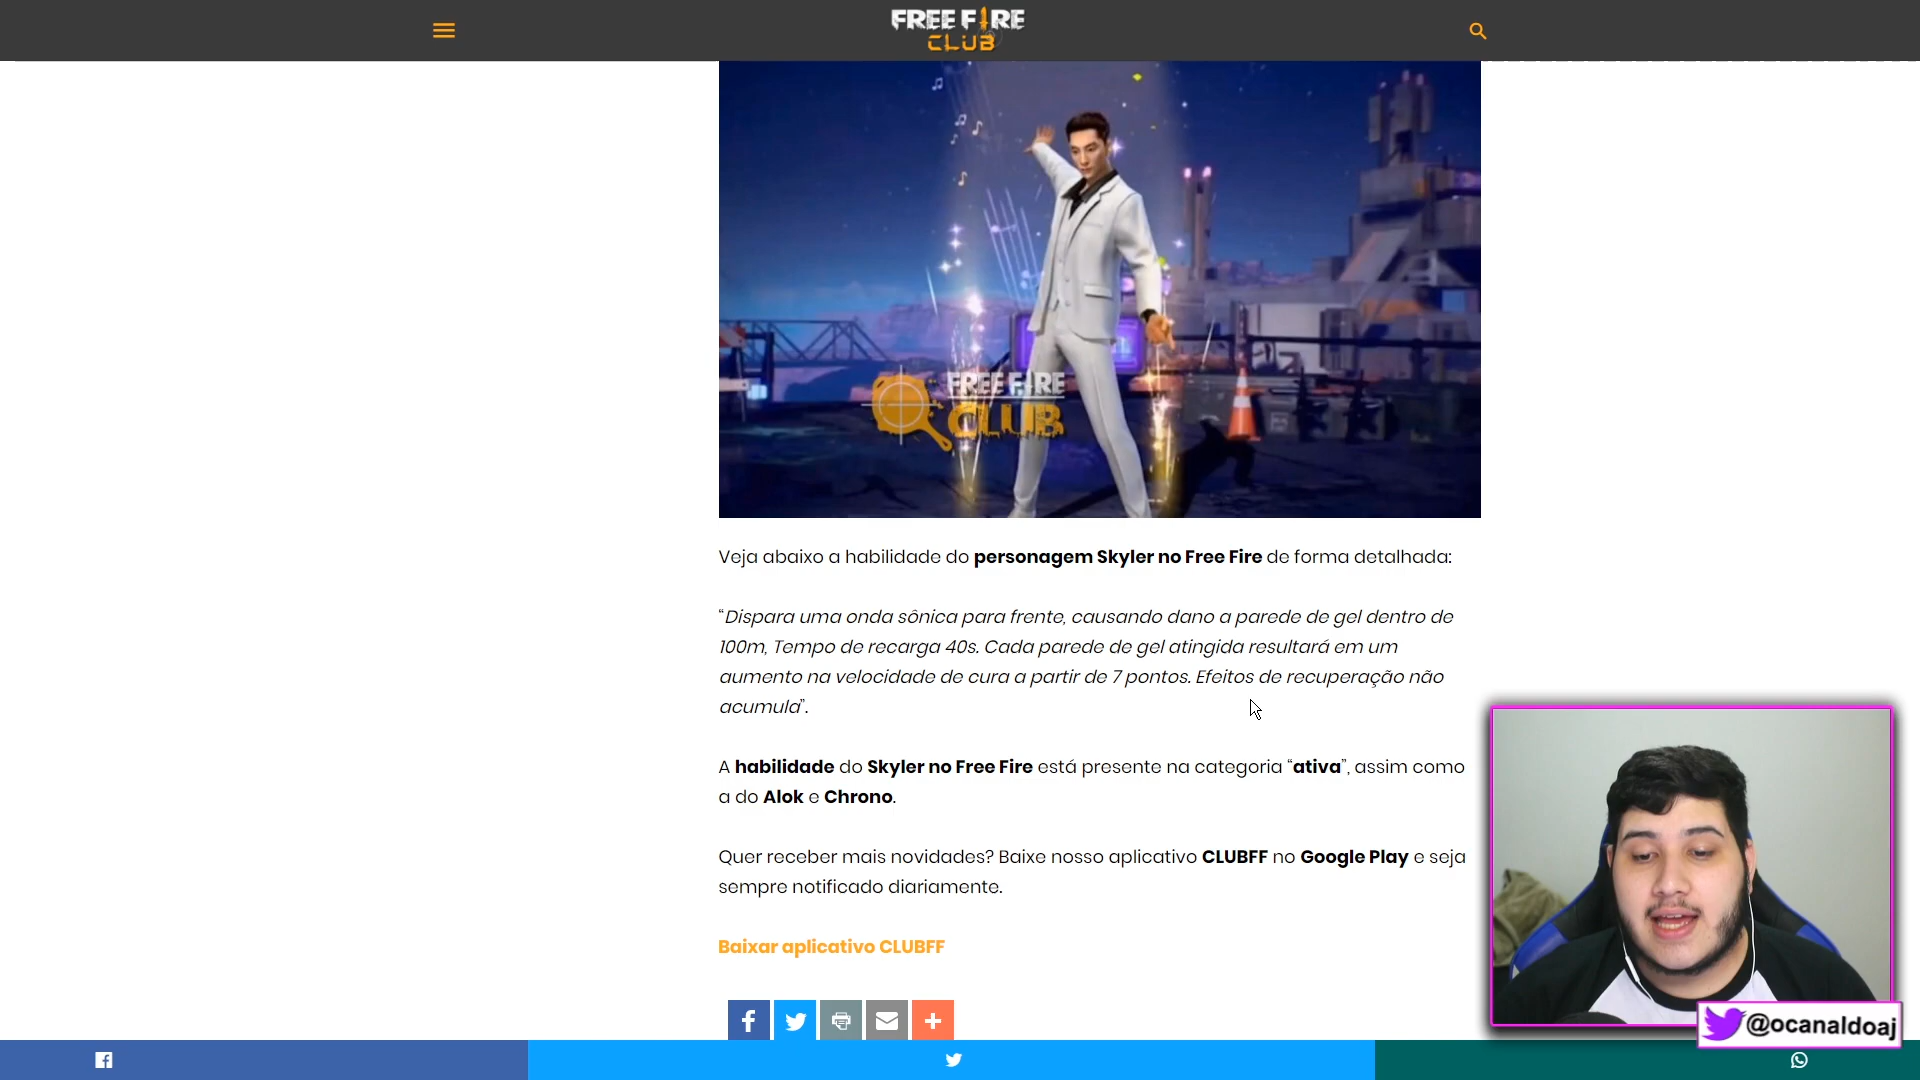 FREE FIRE
CLUB
FREE FIRE
CLUB
Veja abaixo a habilidade do personagem Skyler no Free Fire de forma detalhada:
“Dispara uma onda sônica para frente, causando dano a parede de gel dentro de
100m, Tempo de recarga 40s. Cada parede de gel atingida resultará em um
aumento na velocidade de cura a partir de 7 pontos. Efeitos de recuperação não
acumula”.
A habilidade do Skyler no Free Fire está presente na categoria “ativa”, assim como
a do Alok e Chrono.
Quer receber mais novidades? Baixe nosso aplicativo CLUBFF no Google Play e seja
sempre notificado diariamente.
Baixar aplicativo CLUBFF
@ocanaldoaj